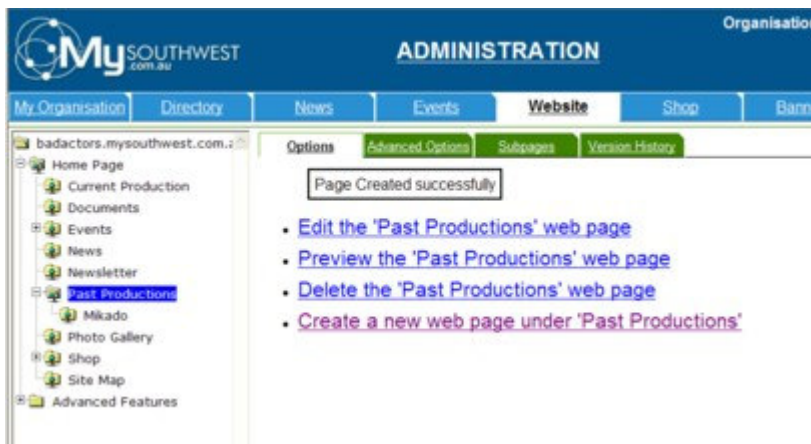 Organisation
MySOUTHWEST
.com.au
ADMINISTRATION
My Organisation Directory News Events Website Shop Bann
badactors.mysouthwest.com.a
Options Advanced Options Subpages Version History
Home Page
Page Created successfully
Current Production
Documents
Events
Edit the 'Past Productions' web page
News
Preview the 'Past Productions' web page
Newsletter
Past Productions
Delete the 'Past Productions' web page
Mikado
Create a new web page under 'Past Productions'
Photo Gallery
Shop
Site Map
Advanced Features